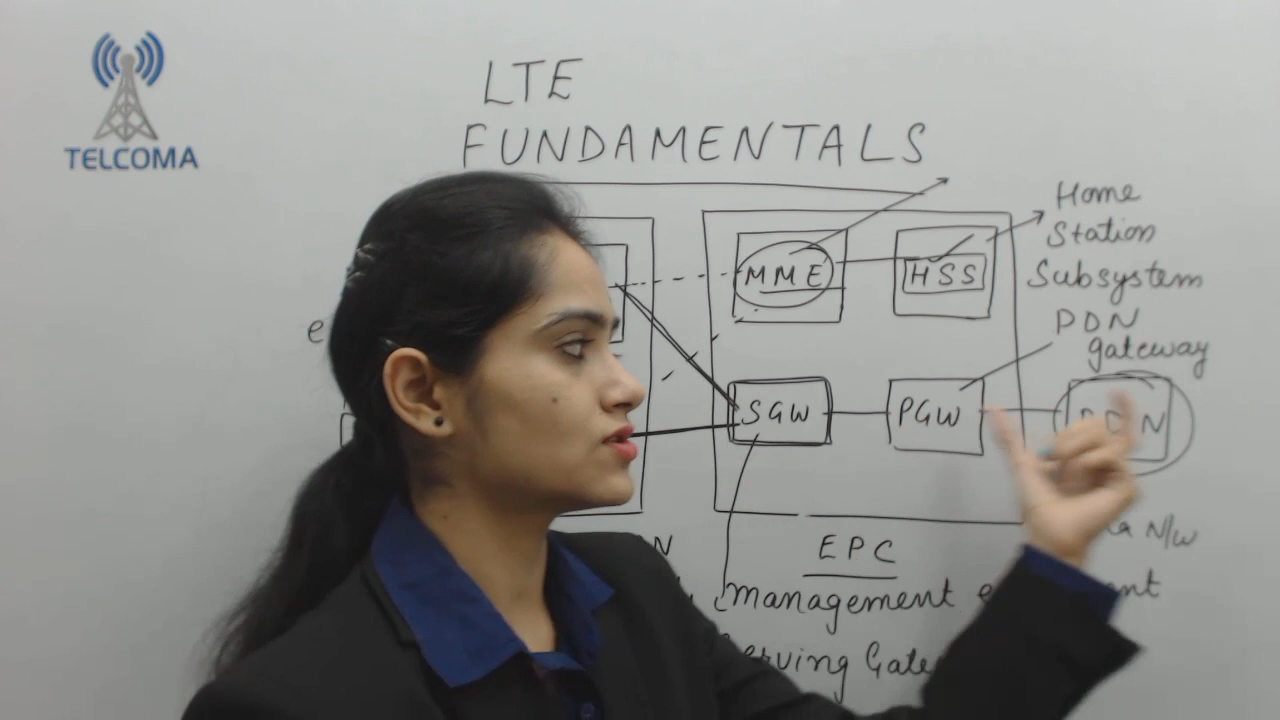 TELCOMA
LTE
FUNDAMENTALS
Home
Station
Subsystem
MME
HSS
PDN
gateway
e
SGW
PGW
N
N/W
EPC
management